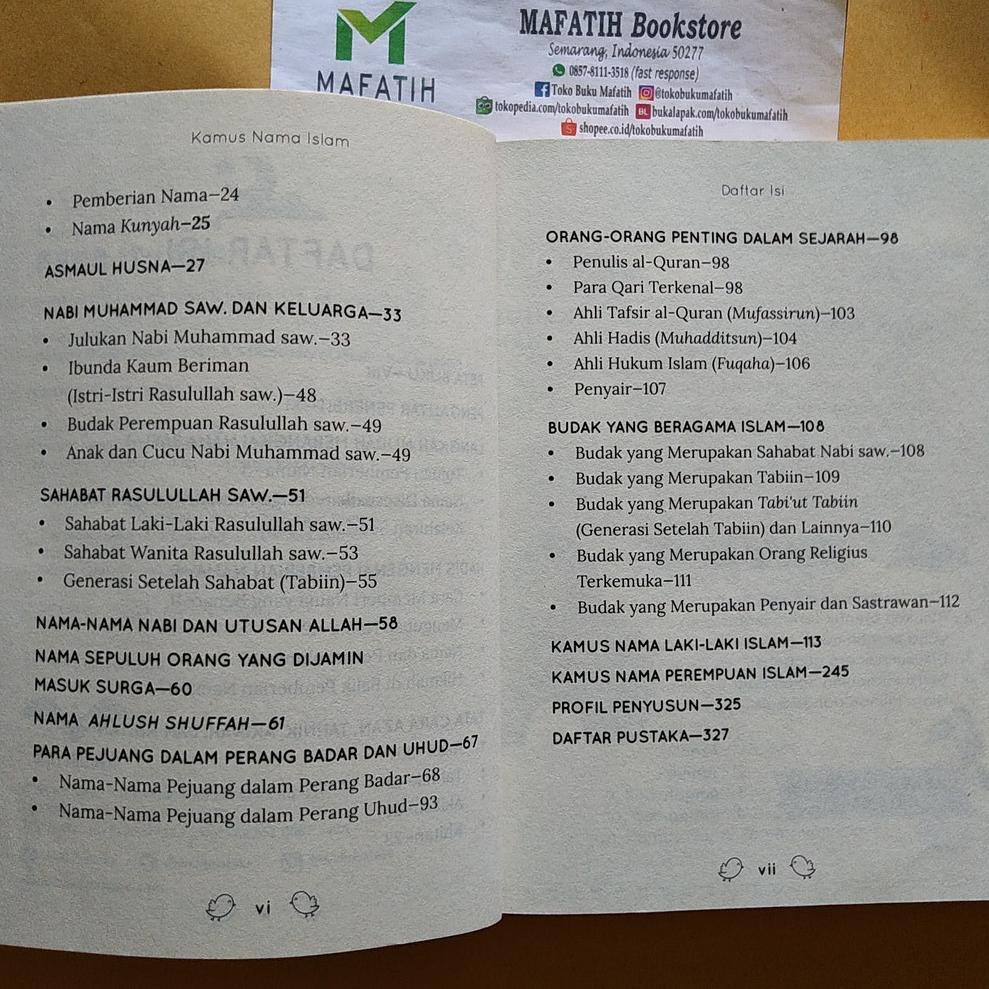 MAFATIH
MAFATIH Bookstore
Semarang, Indonesia 50277
0857-8111-3518 (fast response)
Toko Buku Mafatih @tokobukumafatih
tokopedia.com/tokobukumafatih BL bukalapak.com/tokobukumafatih
shopee.co.id/tokobukumafatih
Kamus Nama Islam
• Pemberian Nama—24
• Nama Kunyah—25
ASMAUL HUSNA—27
NABI MUHAMMAD SAW. DAN KELUARGA—33
• Julukan Nabi Muhammad saw.—33
• Ibunda Kaum Beriman
(Istri-Istri Rasulullah saw.)—48
• Budak Perempuan Rasulullah saw.—49
• Anak dan Cucu Nabi Muhammad saw.—49
SAHABAT RASULULLAH SAW.—51
• Sahabat Laki-Laki Rasulullah saw.—51
• Sahabat Wanita Rasulullah saw.—53
• Generasi Setelah Sahabat (Tabiin)—55
NAMA-NAMA NABI DAN UTUSAN ALLAH—58
NAMA SEPULUH ORANG YANG DIJAMIN
MASUK SURGA—60
NAMA AHLUSH SHUFFAH—61
PARA PEJUANG DALAM PERANG BADAR DAN UHUD—67
• Nama-Nama Pejuang dalam Perang Badar—68
• Nama-Nama Pejuang dalam Perang Uhud—93
vi
Daftar Isi
ORANG-ORANG PENTING DALAM SEJARAH—98
• Penulis al-Quran—98
• Para Qari Terkenal—98
• Ahli Tafsir al-Quran (Mufassirun)—103
• Ahli Hadis (Muhadditsun)—104
• Ahli Hukum Islam (Fuqaha)—106
• Penyair—107
BUDAK YANG BERAGAMA ISLAM—108
• Budak yang Merupakan Sahabat Nabi saw.—108
• Budak yang Merupakan Tabiin—109
• Budak yang Merupakan Tabi'ut Tabiin
(Generasi Setelah Tabiin) dan Lainnya—110
• Budak yang Merupakan Orang Religius
Terkemuka—111
• Budak yang Merupakan Penyair dan Sastrawan—112
KAMUS NAMA LAKI-LAKI ISLAM—113
KAMUS NAMA PEREMPUAN ISLAM—245
PROFIL PENYUSUN—325
DAFTAR PUSTAKA—327
vii